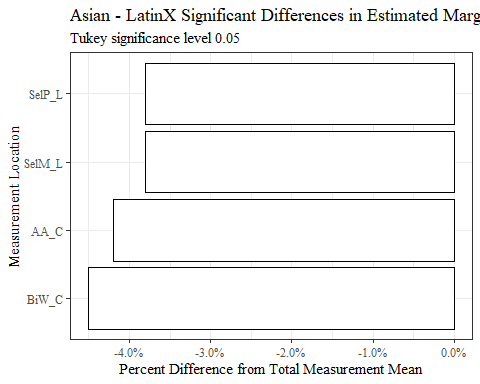 Asian - LatinX Significant Differences in Estimated Marg
Tukey significance level 0.05
Measurement Location
SelP_L
SelM_L
AA_C
BiW_C
-4.0% -3.0% -2.0% -1.0% 0.0%
Percent Difference from Total Measurement Mean